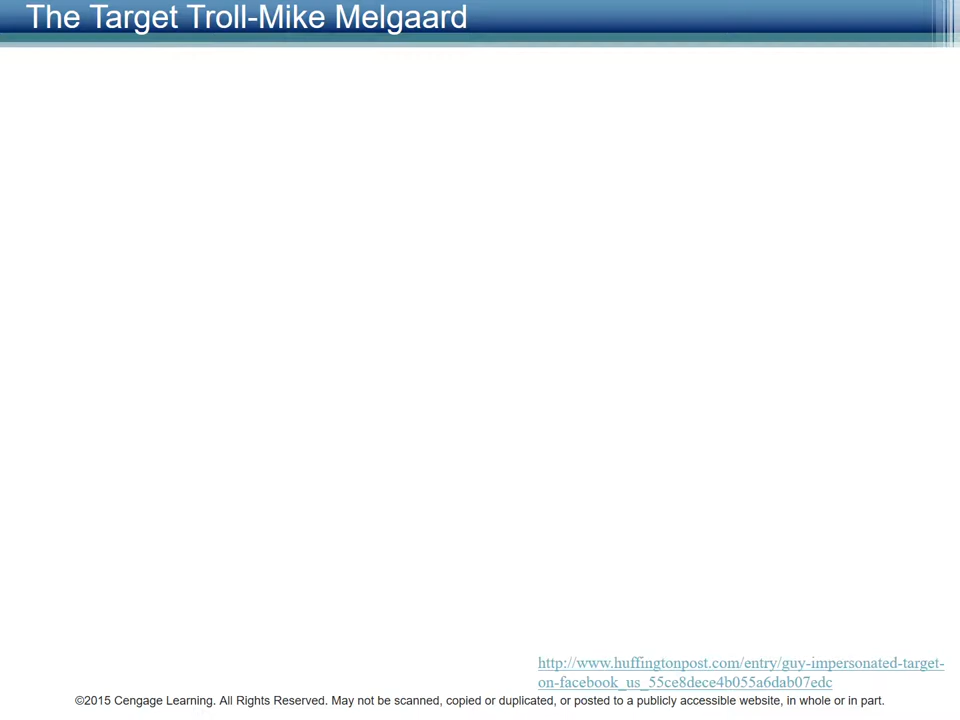 The Target Troll-Mike Melgaard
http://www.huffingtonpost.com/entry/guy-impersonated-target-
on-facebook_us_55ce8dece4b055a6dab07edc
©2015 Cengage Learning. All Rights Reserved. May not be scanned, copied or duplicated, or posted to a publicly accessible website, in whole or in part.